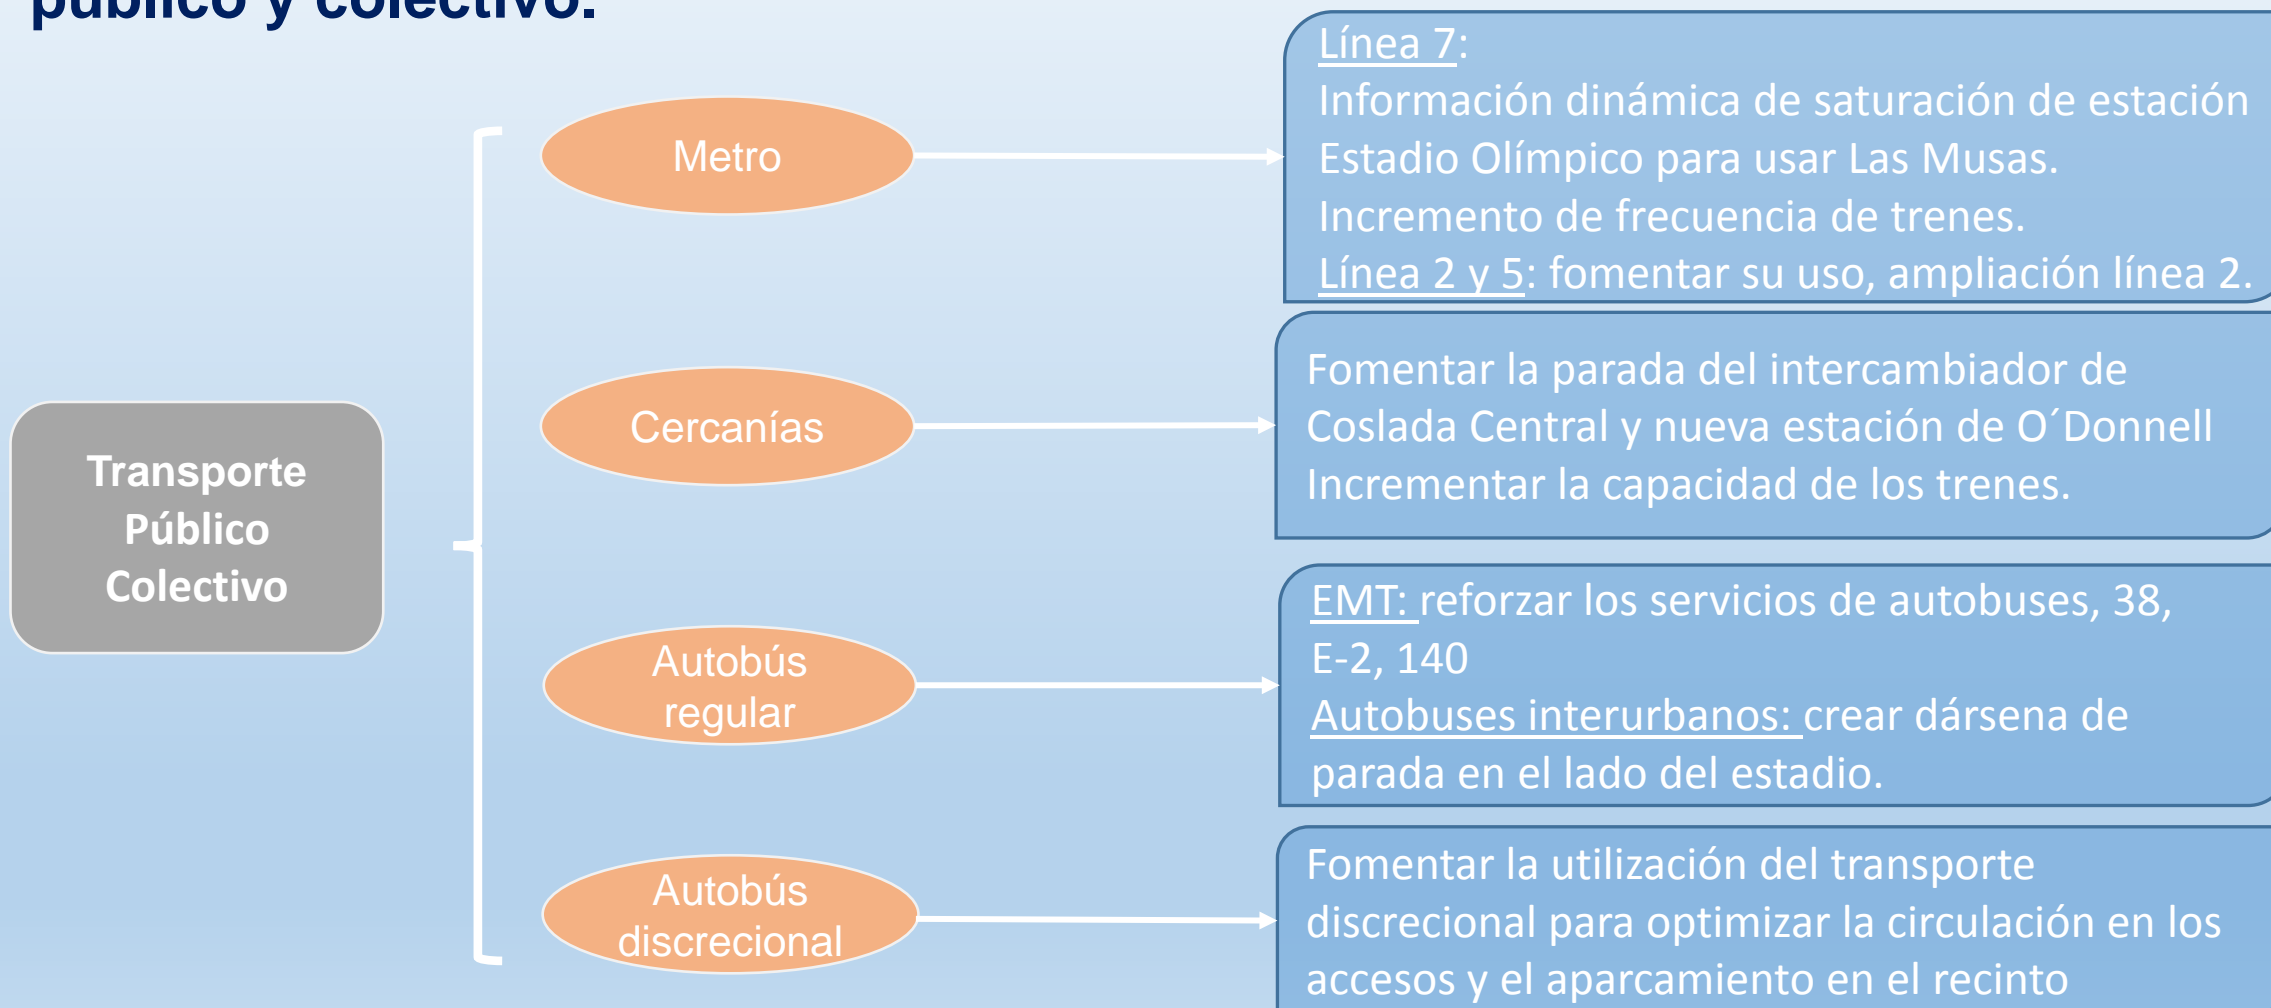 público y colectivo.
Transporte
Público
Colectivo
Metro
Línea 7:
Información dinámica de saturación de estación
Estadio Olímpico para usar Las Musas.
Incremento de frecuencia de trenes.
Línea 2 y 5: fomentar su uso, ampliación línea 2.
Cercanías
Fomentar la parada del intercambiador de
Coslada Central y nueva estación de O´Donnell
Incrementar la capacidad de los trenes.
Autobús
regular
EMT: reforzar los servicios de autobuses, 38,
E-2, 140
Autobuses interurbanos: crear dársena de
parada en el lado del estadio.
Autobús
discrecional
Fomentar la utilización del transporte
discrecional para optimizar la circulación en los
accesos y el aparcamiento en el recinto